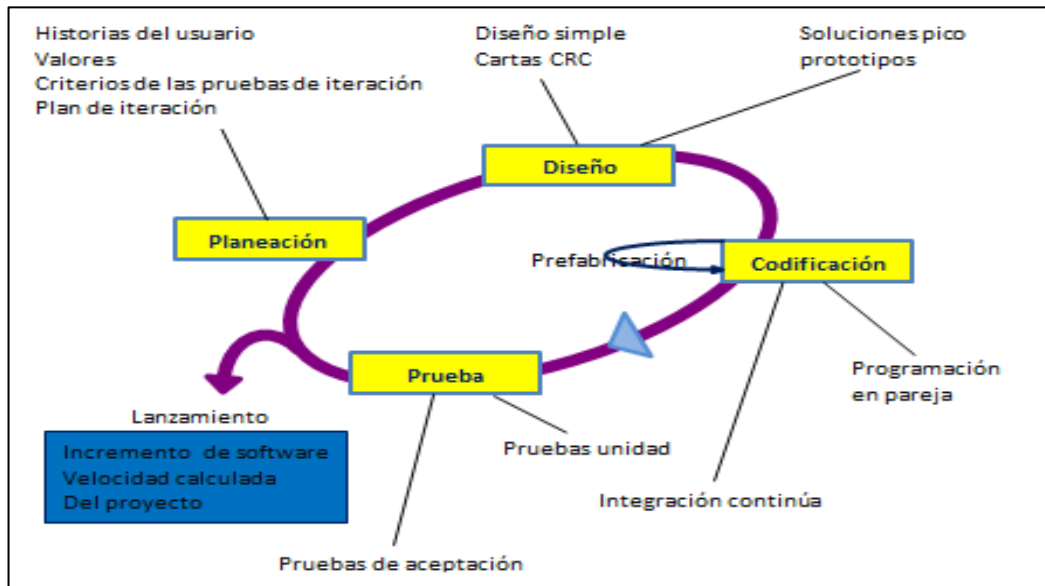 Historias del usuario
Valores
Criterios de las pruebas de iteración
Plan de iteración
Diseño simple
Cartas CRC
Soluciones pico
prototipos
Diseño
Planeación
Prefabricación
Codificación
Prueba
Programación
en pareja
Lanzamiento
Incremento de software
Velocidad calculada
Del proyecto
Pruebas unidad
Integración continúa
Pruebas de aceptación